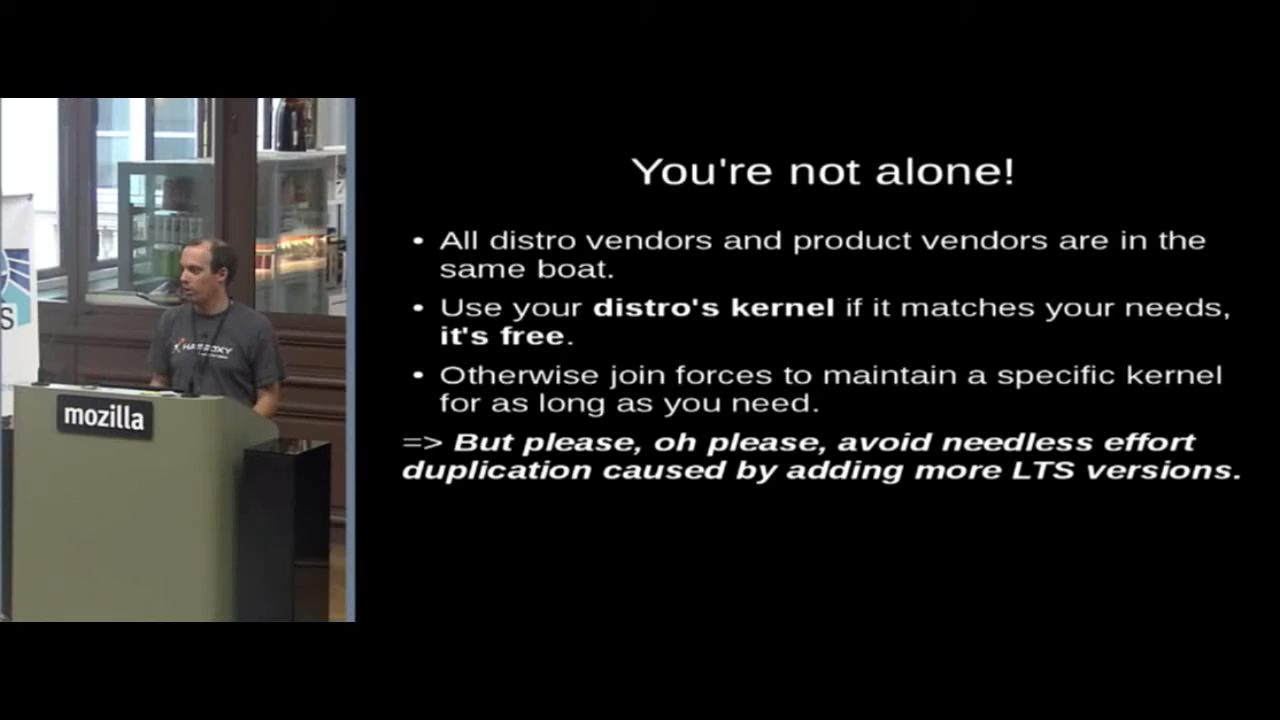 You're not alone!
• All distro vendors and product vendors are in the
same boat.
• Use your distro's kernel if it matches your needs,
it's free.
• Otherwise join forces to maintain a specific kernel
for as long as you need.
=> But please, oh please, avoid needless effort
duplication caused by adding more LTS versions.
S
HAPROXY
mozilla